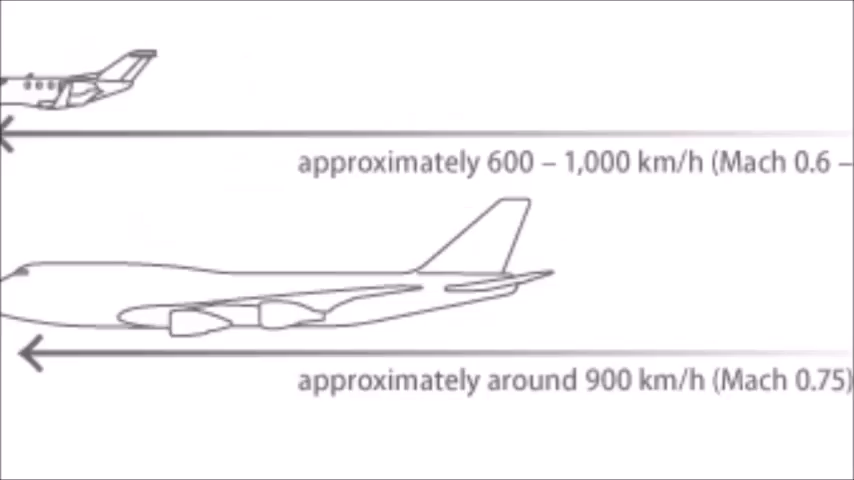 approximately 600 – 1,000 km/h (Mach 0.6 –
approximately around 900 km/h (Mach 0.75)